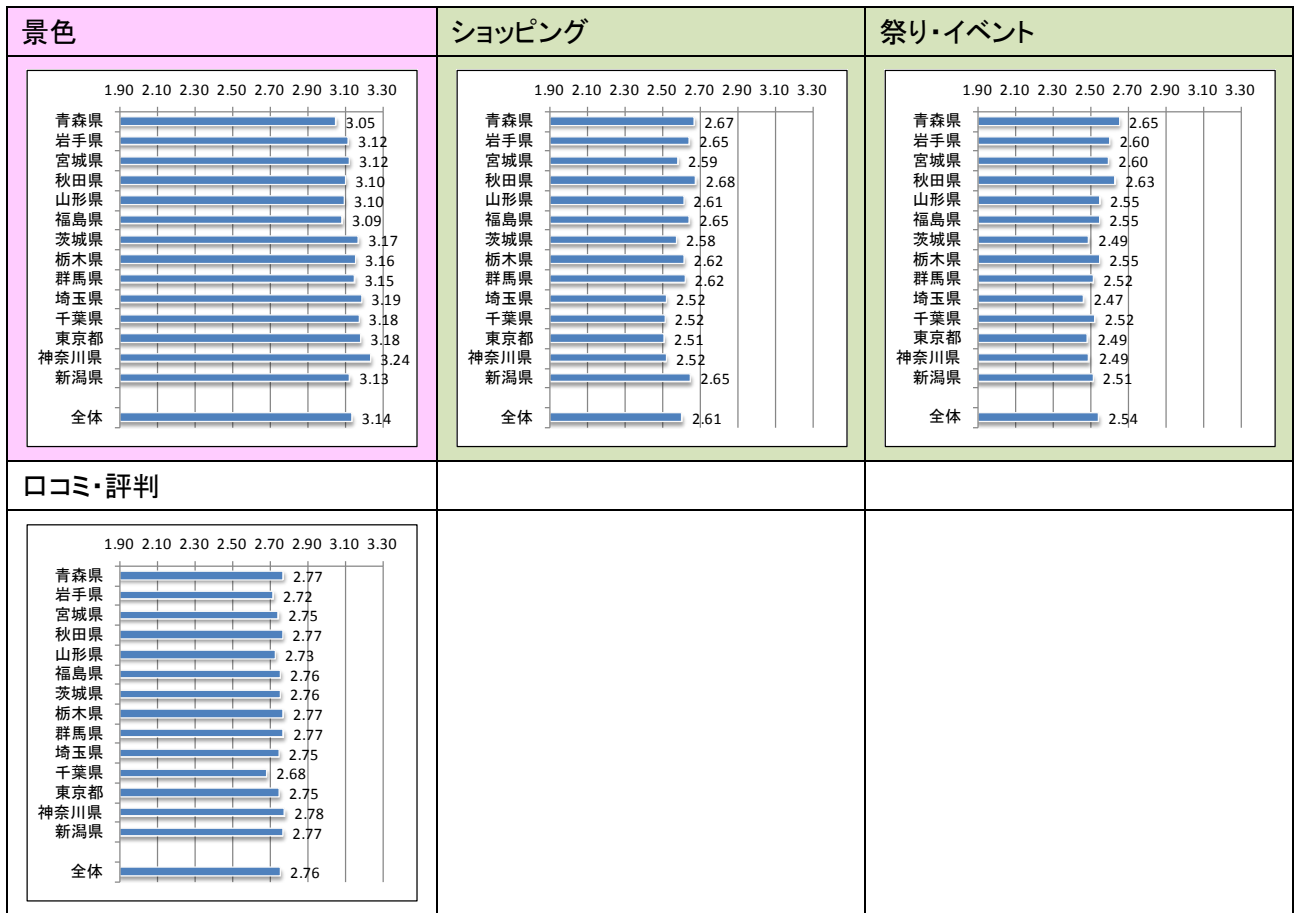 景色
1.90 2.10 2.30 2.50 2.70 2.90 3.10 3.30
青森県 3.05
岩手県 3.12
宮城県 3.12
秋田県 3.10
山形県 3.10
福島県 3.09
茨城県 3.17
栃木県 3.16
群馬県 3.15
埼玉県 3.19
千葉県 3.18
東京都 3.18
神奈川県 3.24
新潟県 3.13
全体 3.14
ショッピング
1.90 2.10 2.30 2.50 2.70 2.90 3.10 3.30
青森県 2.67
岩手県 2.65
宮城県 2.59
秋田県 2.68
山形県 2.61
福島県 2.65
茨城県 2.58
栃木県 2.62
群馬県 2.62
埼玉県 2.52
千葉県 2.52
東京都 2.51
神奈川県 2.52
新潟県 2.65
全体 2.61
祭り・イベント
1.90 2.10 2.30 2.50 2.70 2.90 3.10 3.30
青森県 2.65
岩手県 2.60
宮城県 2.60
秋田県 2.63
山形県 2.55
福島県 2.55
茨城県 2.49
栃木県 2.55
群馬県 2.52
埼玉県 2.47
千葉県 2.52
東京都 2.49
神奈川県 2.49
新潟県 2.51
全体 2.54
口コミ・評判
1.90 2.10 2.30 2.50 2.70 2.90 3.10 3.30
青森県 2.77
岩手県 2.72
宮城県 2.75
秋田県 2.77
山形県 2.73
福島県 2.76
茨城県 2.76
栃木県 2.77
群馬県 2.77
埼玉県 2.75
千葉県 2.68
東京都 2.75
神奈川県 2.78
新潟県 2.77
全体 2.76